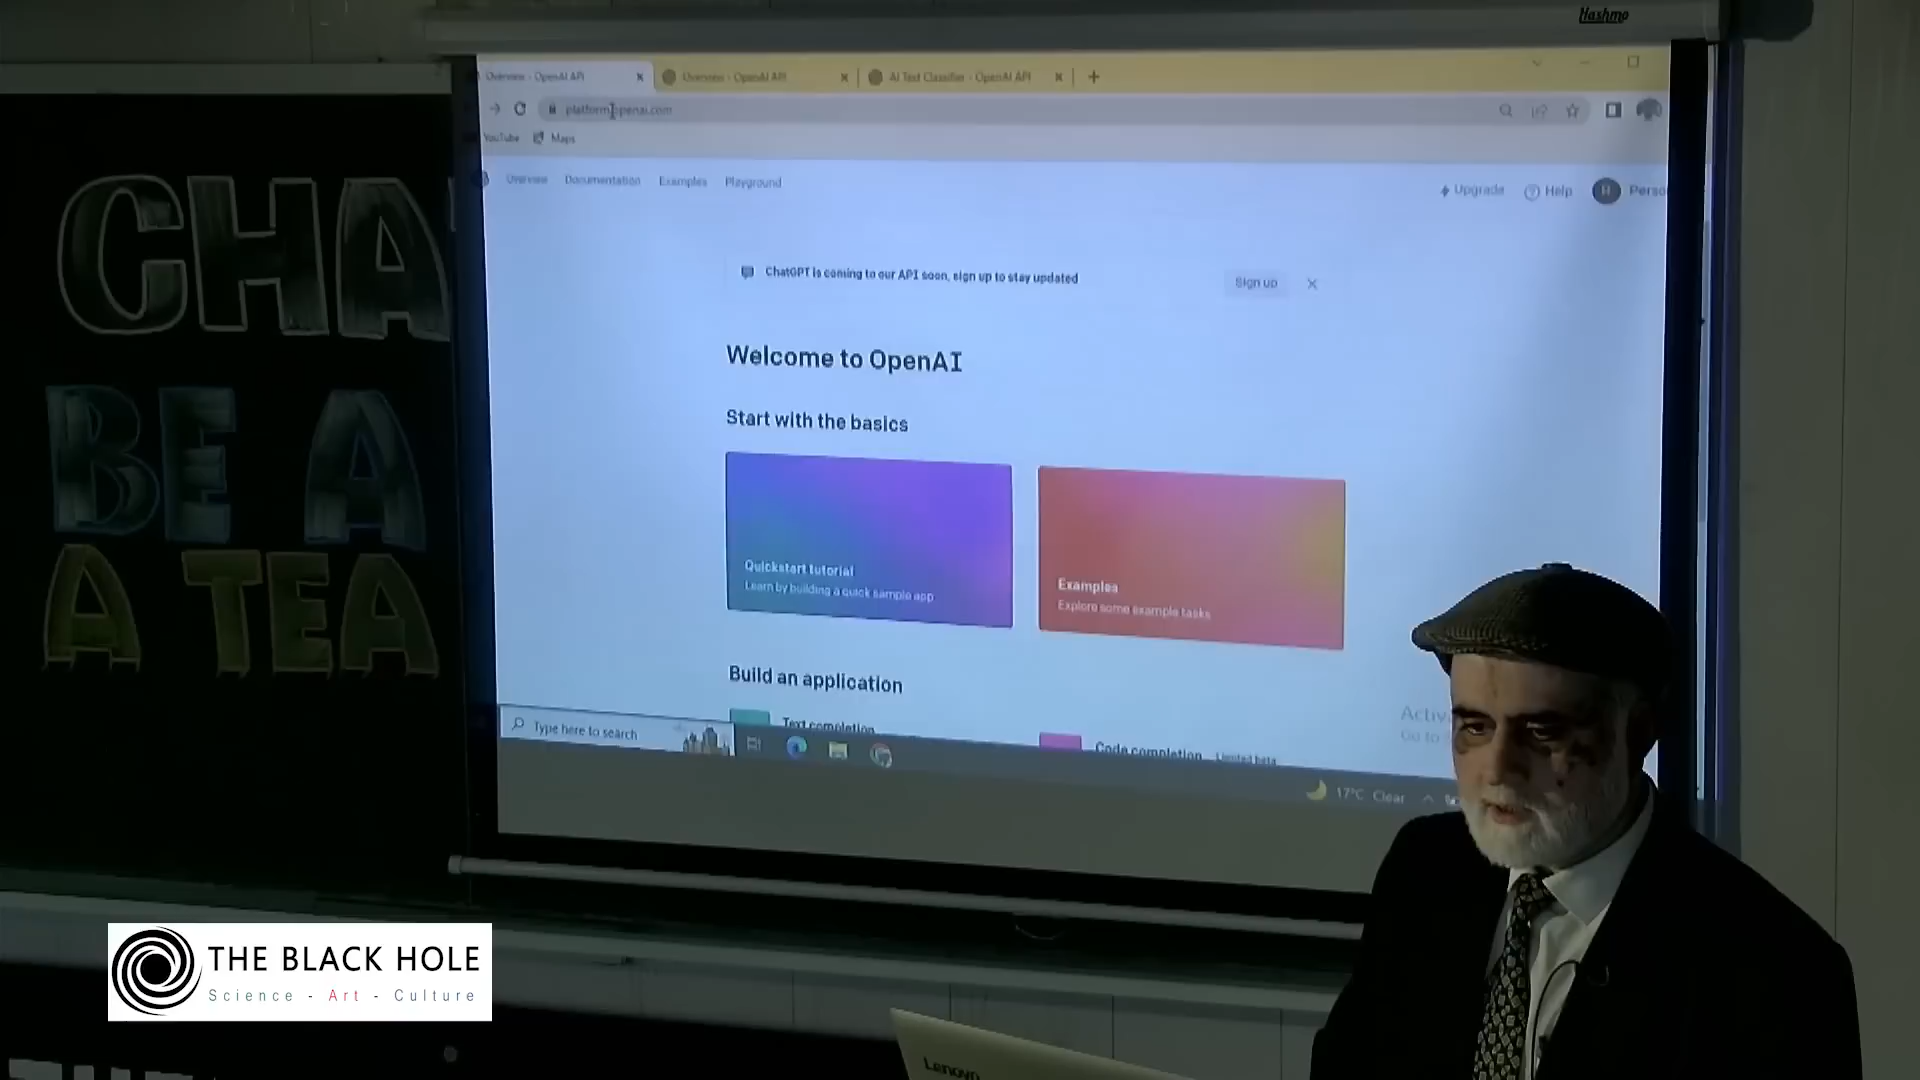 Hashmo
Overview - OpenAI API
Overview - OpenAI API
AI Text Classifier - OpenAI API
platform.openai.com
YouTube
Maps
Overview
Documentation
Examples
Playground
Upgrade
Help
Perso
ChatGPT is coming to our API soon, sign up to stay updated
Sign up
Welcome to OpenAI
Start with the basics
Quickstart tutorial
Learn by building a quick sample app
Examples
Explore some example tasks
Build an application
Text completion
Code completion
Limited beta
Type here to search
17°C Clear
CHA
BE A
A TEA
THE BLACK HOLE
Science - Art - Culture
Lenovo